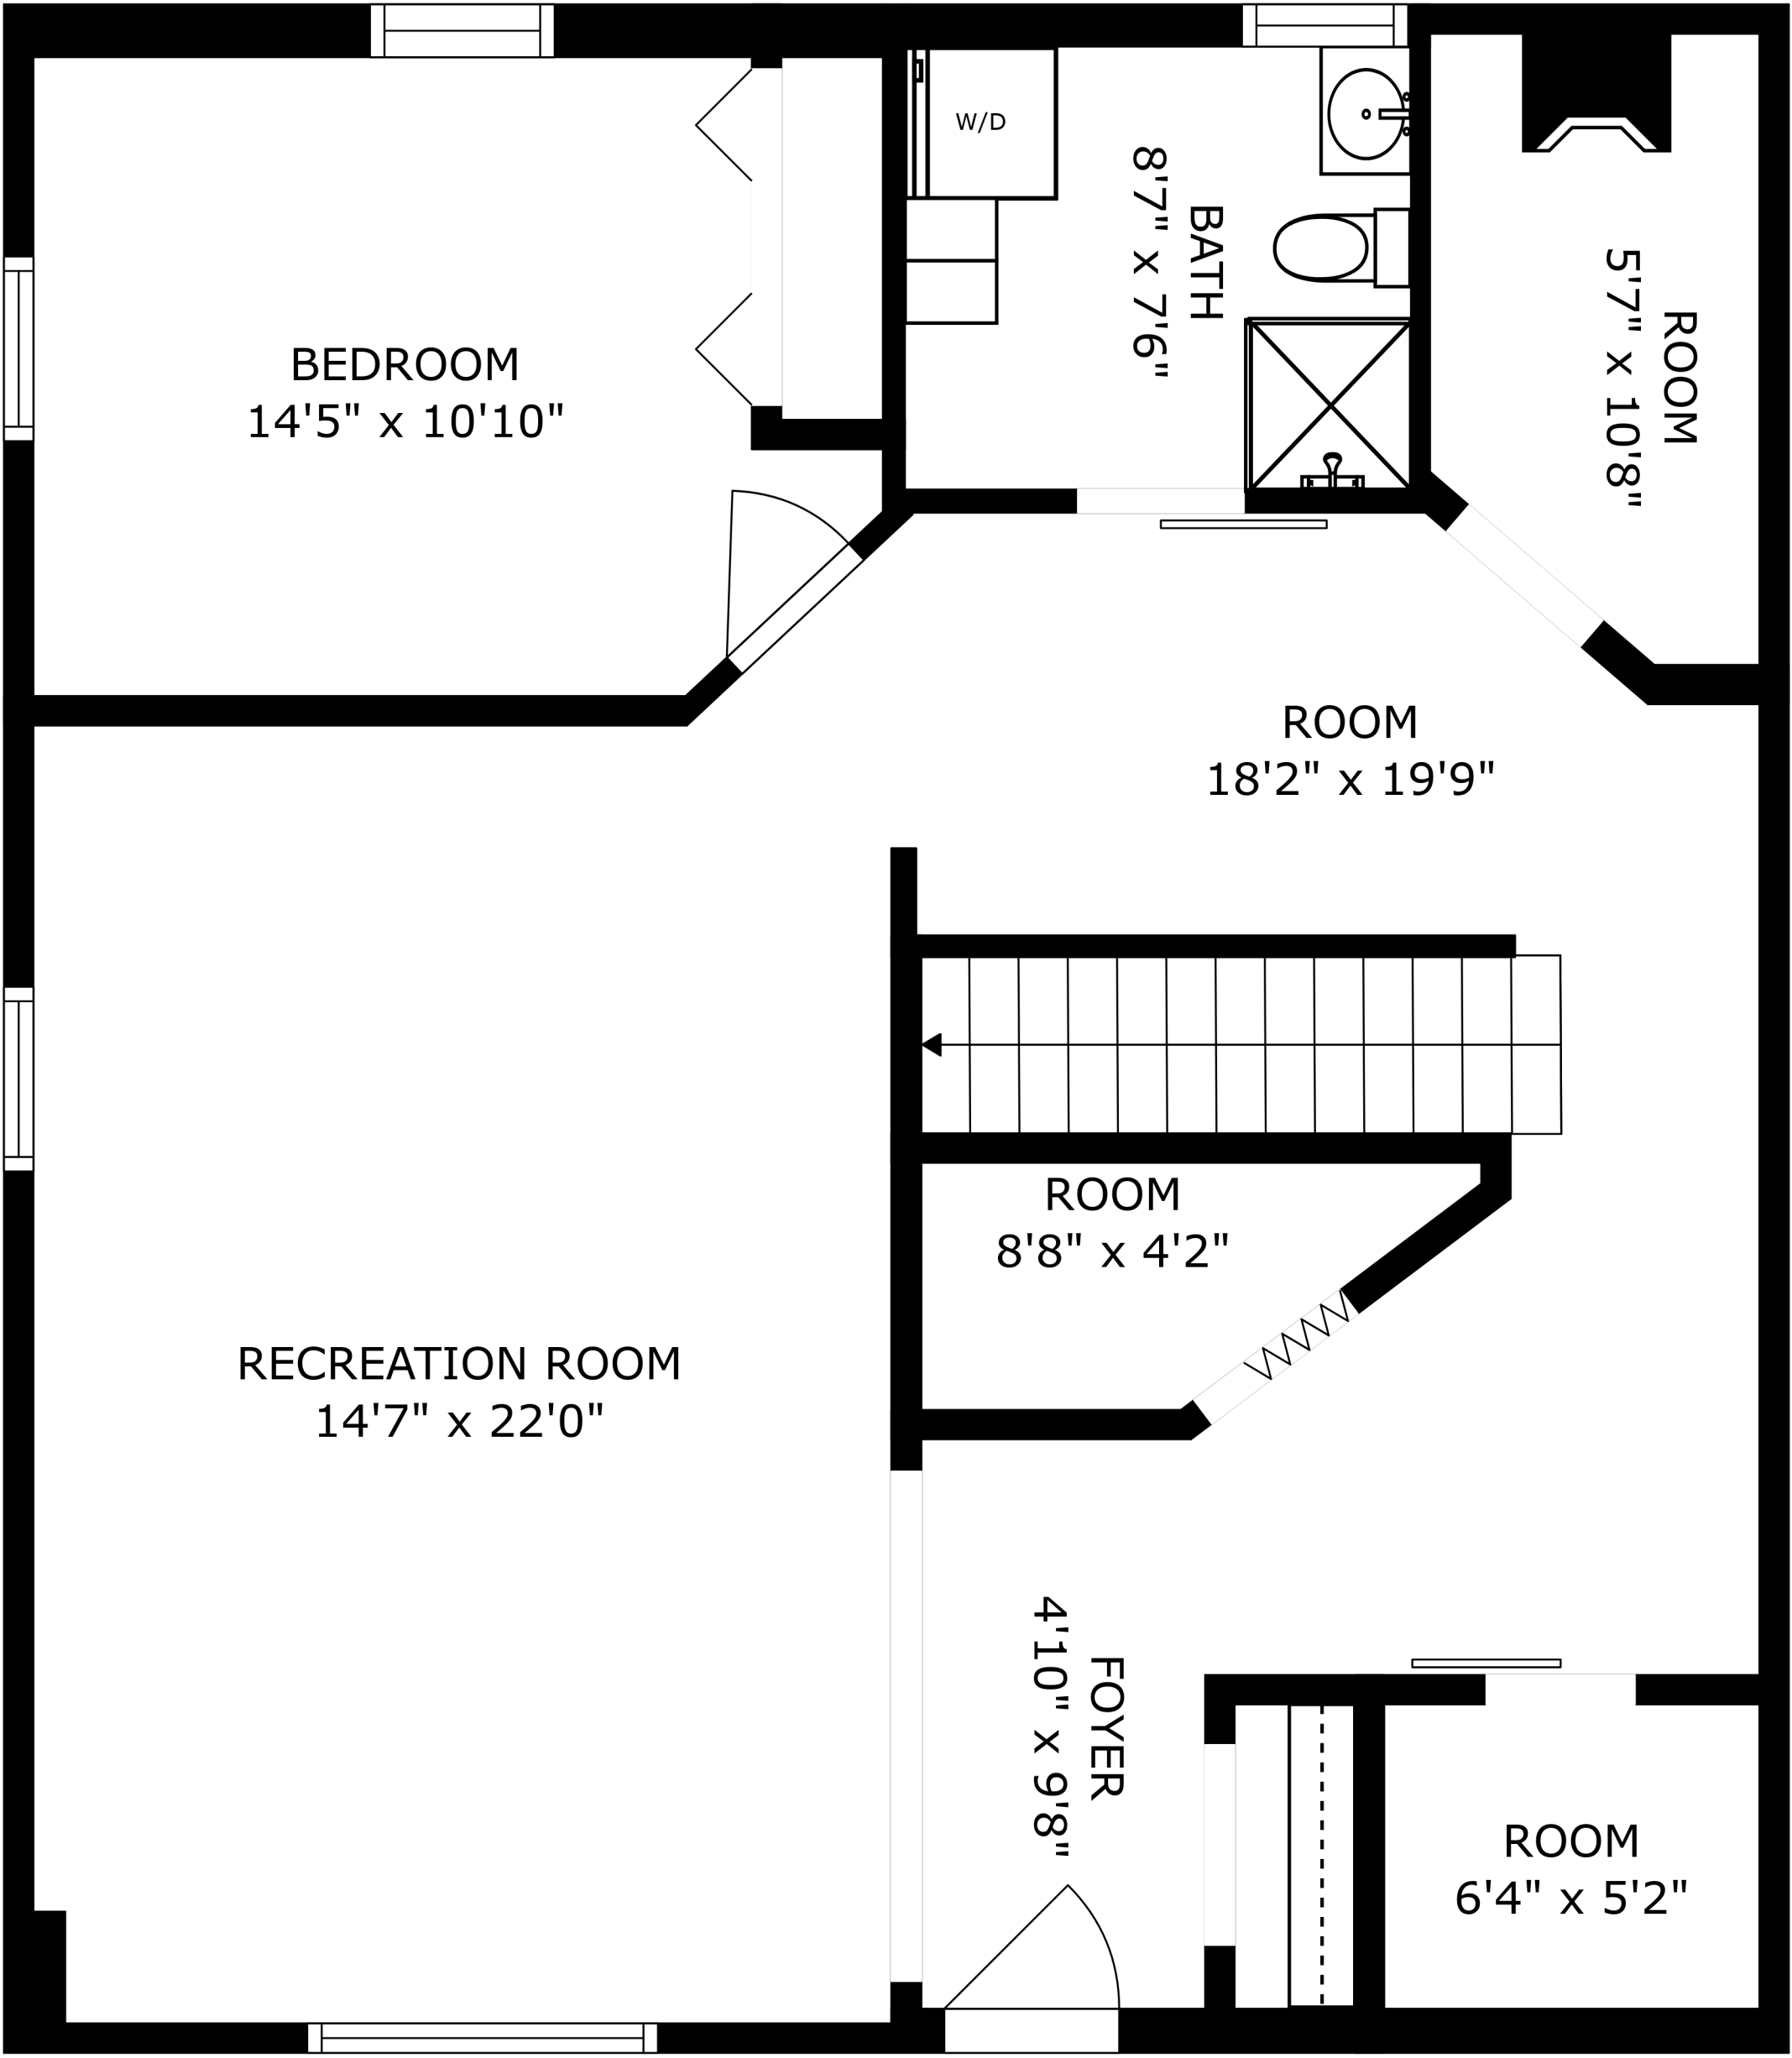 W/D
BATH
8'7" x 7'6"
ROOM
5'7" x 10'8"
BEDROOM
14'5" x 10'10"
ROOM
18'2" x 19'9"
ROOM
8'8" x 4'2"
RECREATION ROOM
14'7" x 22'0"
FOYER
4'10" x 9'8"
ROOM
6'4" x 5'2"